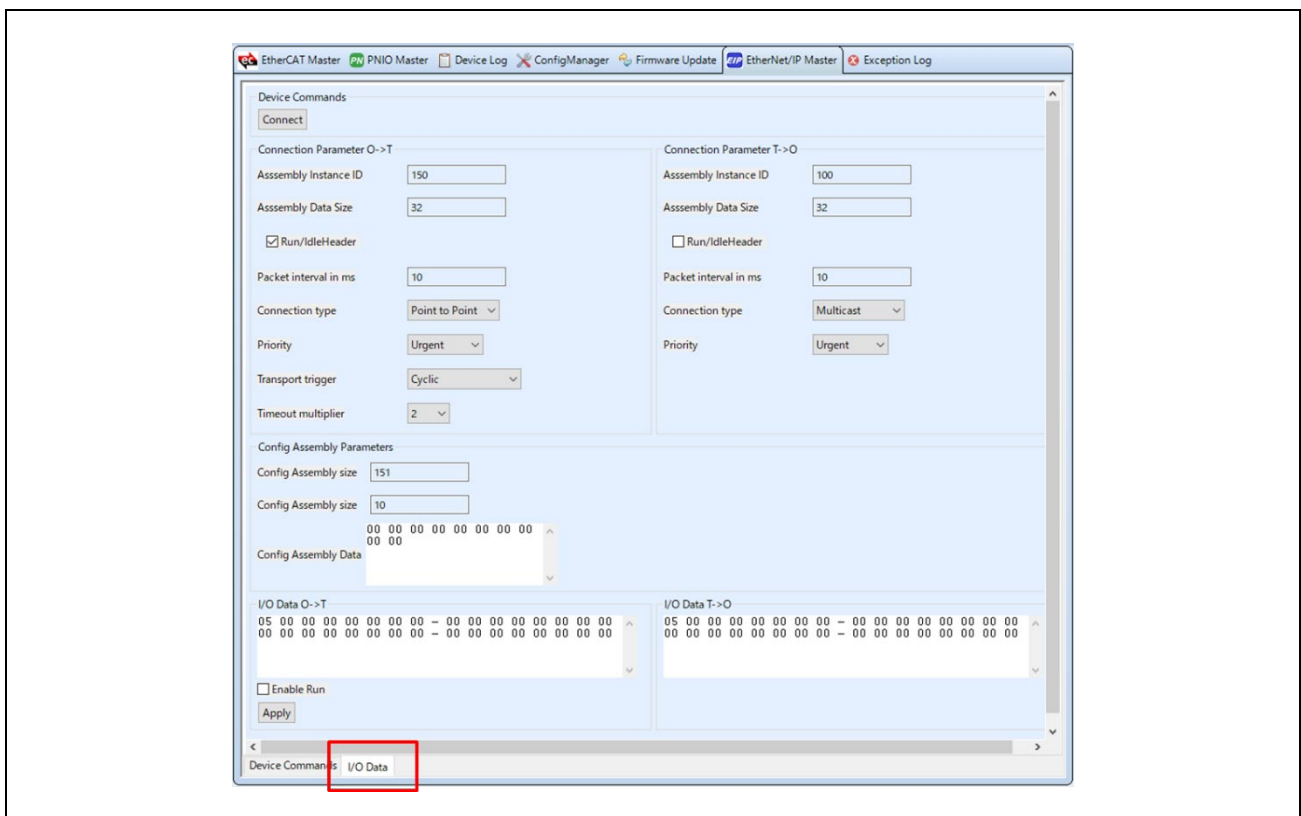 EtherCAT Master PN PNIO Master Device Log ConfigManager Firmware Update EIP EtherNet/IP Master Exception Log
Device Commands
Connect
Connection Parameter O->T
Asssembly Instance ID 150
Asssembly Data Size 32
Run/IdleHeader
Packet interval in ms 10
Connection type Point to Point
Priority Urgent
Transport trigger Cyclic
Timeout multiplier 2
Connection Parameter T->O
Asssembly Instance ID 100
Asssembly Data Size 32
Run/IdleHeader
Packet interval in ms 10
Connection type Multicast
Priority Urgent
Config Assembly Parameters
Config Assembly size 151
Config Assembly size 10
Config Assembly Data
00 00 00 00 00 00 00 00
00 00
I/O Data O->T
05 00 00 00 00 00 00 00 – 00 00 00 00 00 00 00 00
00 00 00 00 00 00 00 00 – 00 00 00 00 00 00 00 00
Enable Run
Apply
I/O Data T->O
05 00 00 00 00 00 00 00 – 00 00 00 00 00 00 00 00
00 00 00 00 00 00 00 00 – 00 00 00 00 00 00 00 00
Device Commands I/O Data